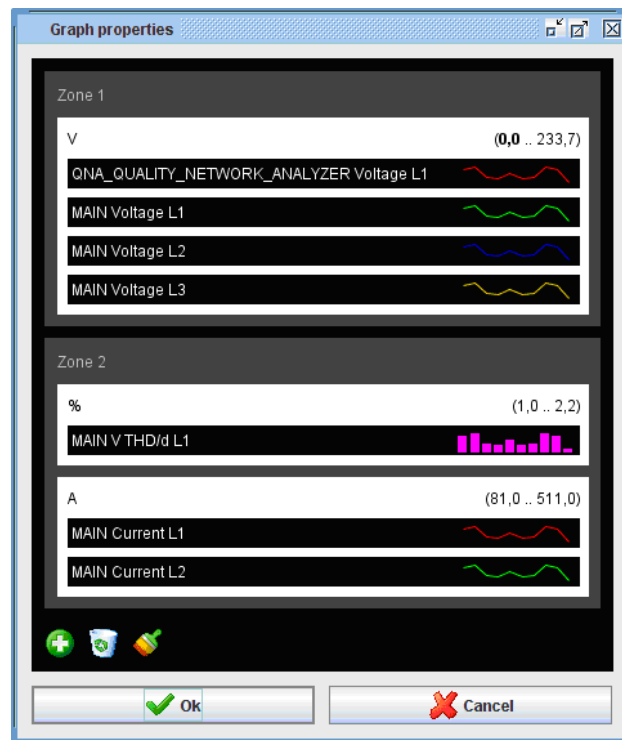 Graph properties
Zone 1
V (0,0 .. 233,7)
QNA_QUALITY_NETWORK_ANALYZER Voltage L1
MAIN Voltage L1
MAIN Voltage L2
MAIN Voltage L3
Zone 2
% (1,0 .. 2,2)
MAIN V THD/d L1
A (81,0 .. 511,0)
MAIN Current L1
MAIN Current L2
Ok Cancel